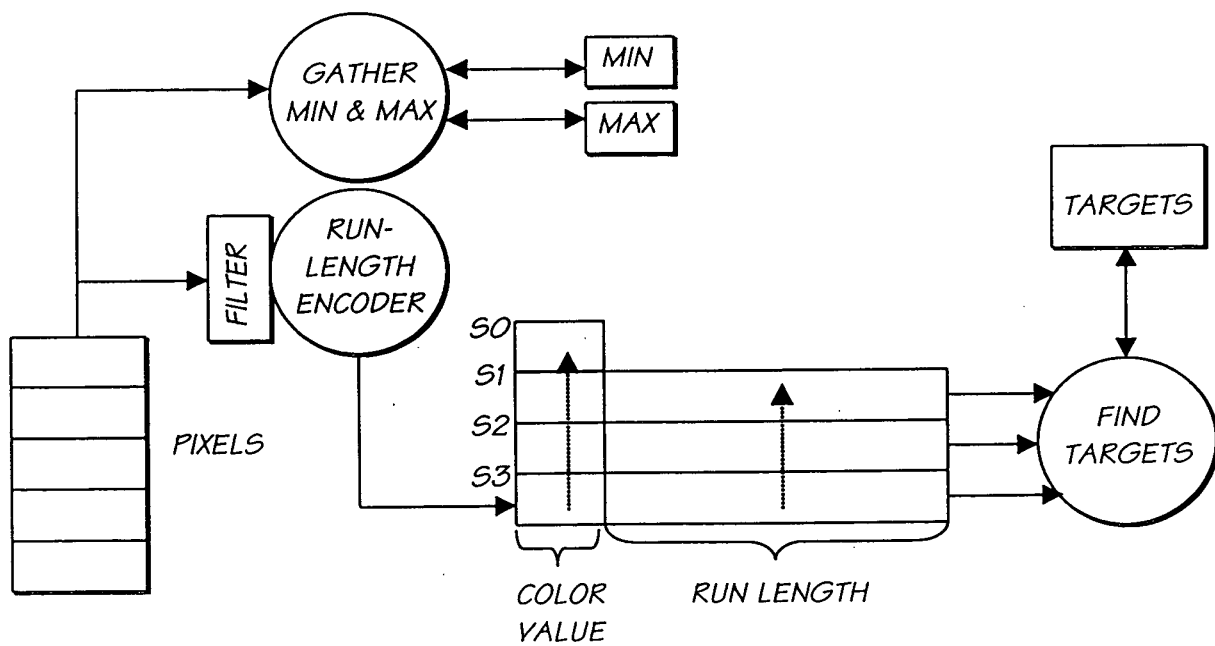 GATHER
MIN & MAX
MIN
MAX
RUN-
LENGTH
ENCODER
FILTER
TARGETS
PIXELS
S0
S1
S2
S3
FIND
TARGETS
COLOR
VALUE
RUN LENGTH